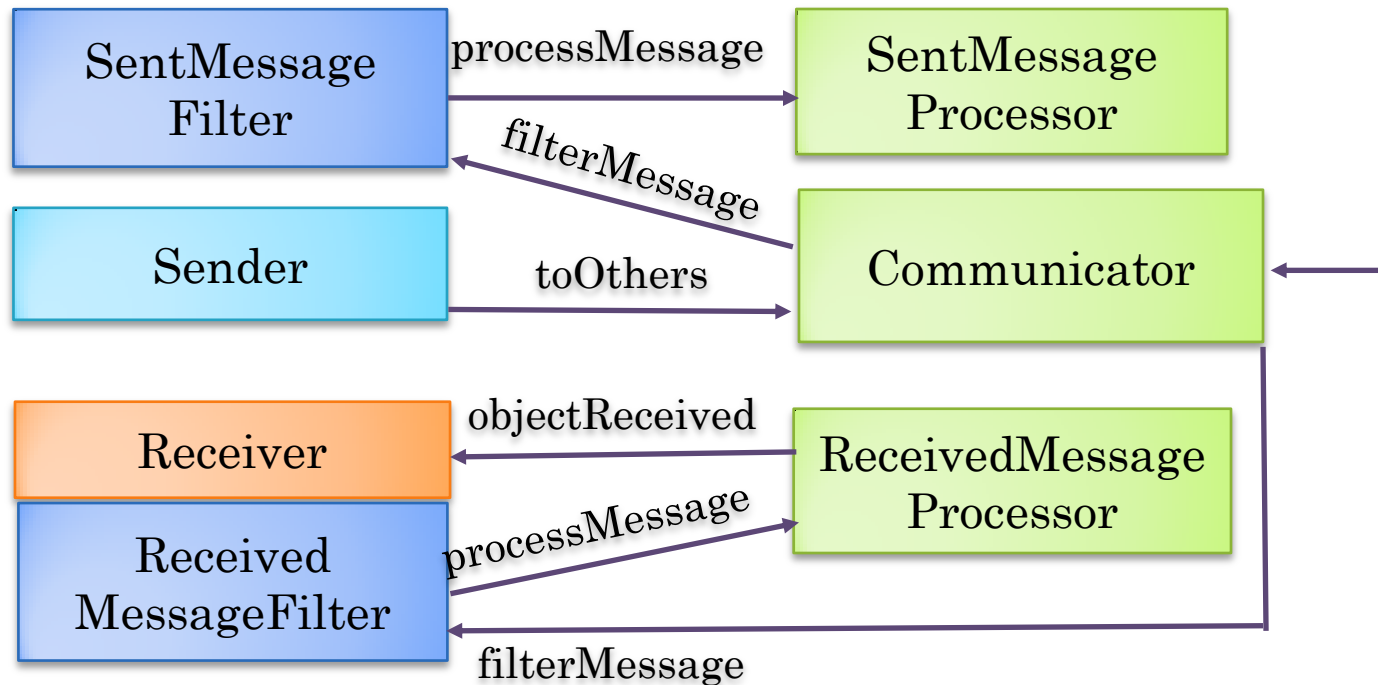 SentMessage
Filter
processMessage
SentMessage
Processor
filterMessage
Sender
toOthers
Communicator
Receiver
objectReceived
ReceivedMessage
Processor
processMessage
Received
MessageFilter
filterMessage